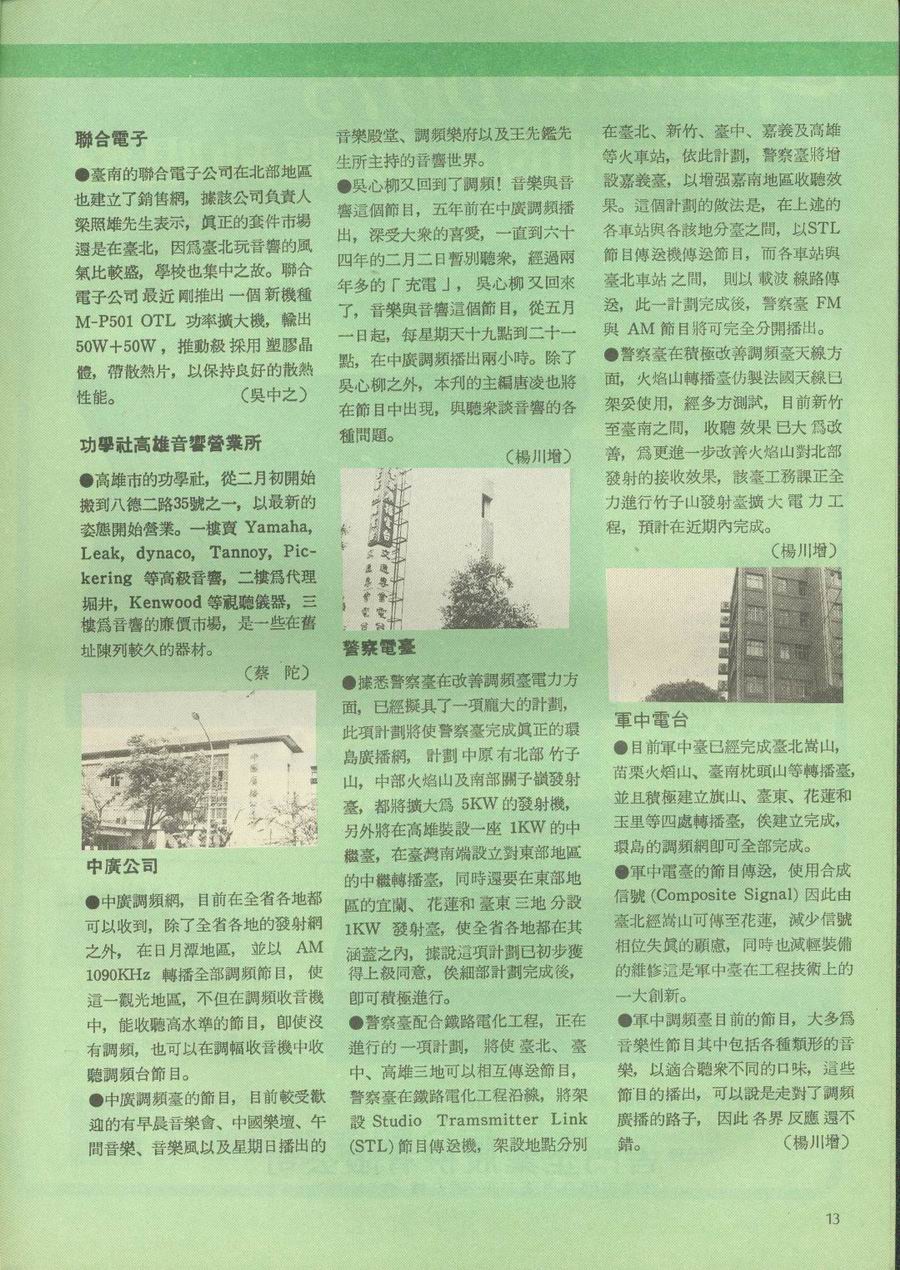 聯合電子
●臺南的聯合電子公司在北部地區
也建立了銷售網，據該公司負責人
梁照雄先生表示，眞正的套件市場
還是在臺北，因爲臺北玩音響的風
氣比較盛，學校也集中之故。聯合
電子公司最近剛推出一個新機種
M-P501 OTL 功率擴大機，輸出
50W+50W，推動級採用塑膠晶
體，帶散熱片，以保持良好的散熱
性能。 （吳中之）
功學社高雄音響營業所
●高雄市的功學社，從二月初開始
搬到八德二路35號之一，以最新的
姿態開始營業。一樓賣 Yamaha,
Leak, dynaco, Tannoy, Pic-
kering 等高級音響，二樓爲代理
堀井，Kenwood 等視聽儀器，三
樓爲音響的廉價市場，是一些在舊
址陳列較久的器材。
（蔡 陀）
中廣公司
●中廣調頻網，目前在全省各地都
可以收到，除了全省各地的發射網
之外，在日月潭地區，並以 AM
1090KHz 轉播全部調頻節目，使
這一觀光地區，不但在調頻收音機
中，能收聽高水準的節目，卽使沒
有調頻，也可以在調幅收音機中收
聽調頻台節目。
●中廣調頻臺的節目，目前較受歡
迎的有早晨音樂會、中國樂壇、午
間音樂、音樂風以及星期日播出的
音樂殿堂、調頻樂府以及王先鑑先
生所主持的音響世界。
●吳心柳又回到了調頻！音樂與音
響這個節目，五年前在中廣調頻播
出，深受大衆的喜愛，一直到六十
四年的二月二日暫別聽衆，經過兩
年多的「充電」，吳心柳又回來
了，音樂與音響這個節目，從五月
一日起，每星期天十九點到二十一
點，在中廣調頻播出兩小時。除了
吳心柳之外，本刋的主編唐凌也將
在節目中出現，與聽衆談音響的各
種問題。
（楊川增）
警察電臺
●據悉警察臺在改善調頻臺電力方
面，已經擬具了一項龐大的計劃，
此項計劃將使警察臺完成眞正的環
島廣播網，計劃中原有北部竹子
山，中部火焰山及南部關子嶺發射
臺，都將擴大爲 5KW 的發射機，
另外將在高雄裝設一座 1KW 的中
繼臺，在臺灣南端設立對東部地區
的中繼轉播臺，同時還要在東部地
區的宜蘭、花蓮和臺東三地分設
1KW 發射臺，使全省各地都在其
涵蓋之內，據說這項計劃已初步獲
得上級同意，俟細部計劃完成後，
卽可積極進行。
●警察臺配合鐵路電化工程，正在
進行的一項計劃，將使臺北、臺
中、高雄三地可以相互傳送節目，
警察臺在鐵路電化工程沿線，將架
設 Studio Tramsmitter Link
(STL) 節目傳送機，架設地點分別
在臺北、新竹、臺中、嘉義及高雄
等火車站，依此計劃，警察臺將增
設嘉義臺，以增强嘉南地區收聽效
果。這個計劃的做法是，在上述的
各車站與各該地分臺之間，以STL
節目傳送機傳送節目，而各車站與
臺北車站之間，則以載波線路傳
送，此一計劃完成後，警察臺 FM
與 AM 節目將可完全分開播出。
●警察臺在積極改善調頻臺天線方
面，火焰山轉播臺仿製法國天線已
架妥使用，經多方測試，目前新竹
至臺南之間，收聽效果已大爲改
善，爲更進一步改善火焰山對北部
發射的接收效果，該臺工務課正全
力進行竹子山發射臺擴大電力工
程，預計在近期內完成。
（楊川增）
軍中電台
●目前軍中臺已經完成臺北嵩山，
苗栗火焰山、臺南枕頭山等轉播臺，
並且積極建立旗山、臺東、花蓮和
玉里等四處轉播臺，俟建立完成，
環島的調頻網卽可全部完成。
●軍中電臺的節目傳送，使用合成
信號 (Composite Signal) 因此由
臺北經嵩山可傳至花蓮，減少信號
相位失眞的顧慮，同時也減輕裝備
的維修這是軍中臺在工程技術上的
一大創新。
●軍中調頻臺目前的節目，大多爲
音樂性節目其中包括各種類形的音
樂，以適合聽衆不同的口味，這些
節目的播出，可以說是走對了調頻
廣播的路子，因此各界反應還不
錯。 （楊川增）
13